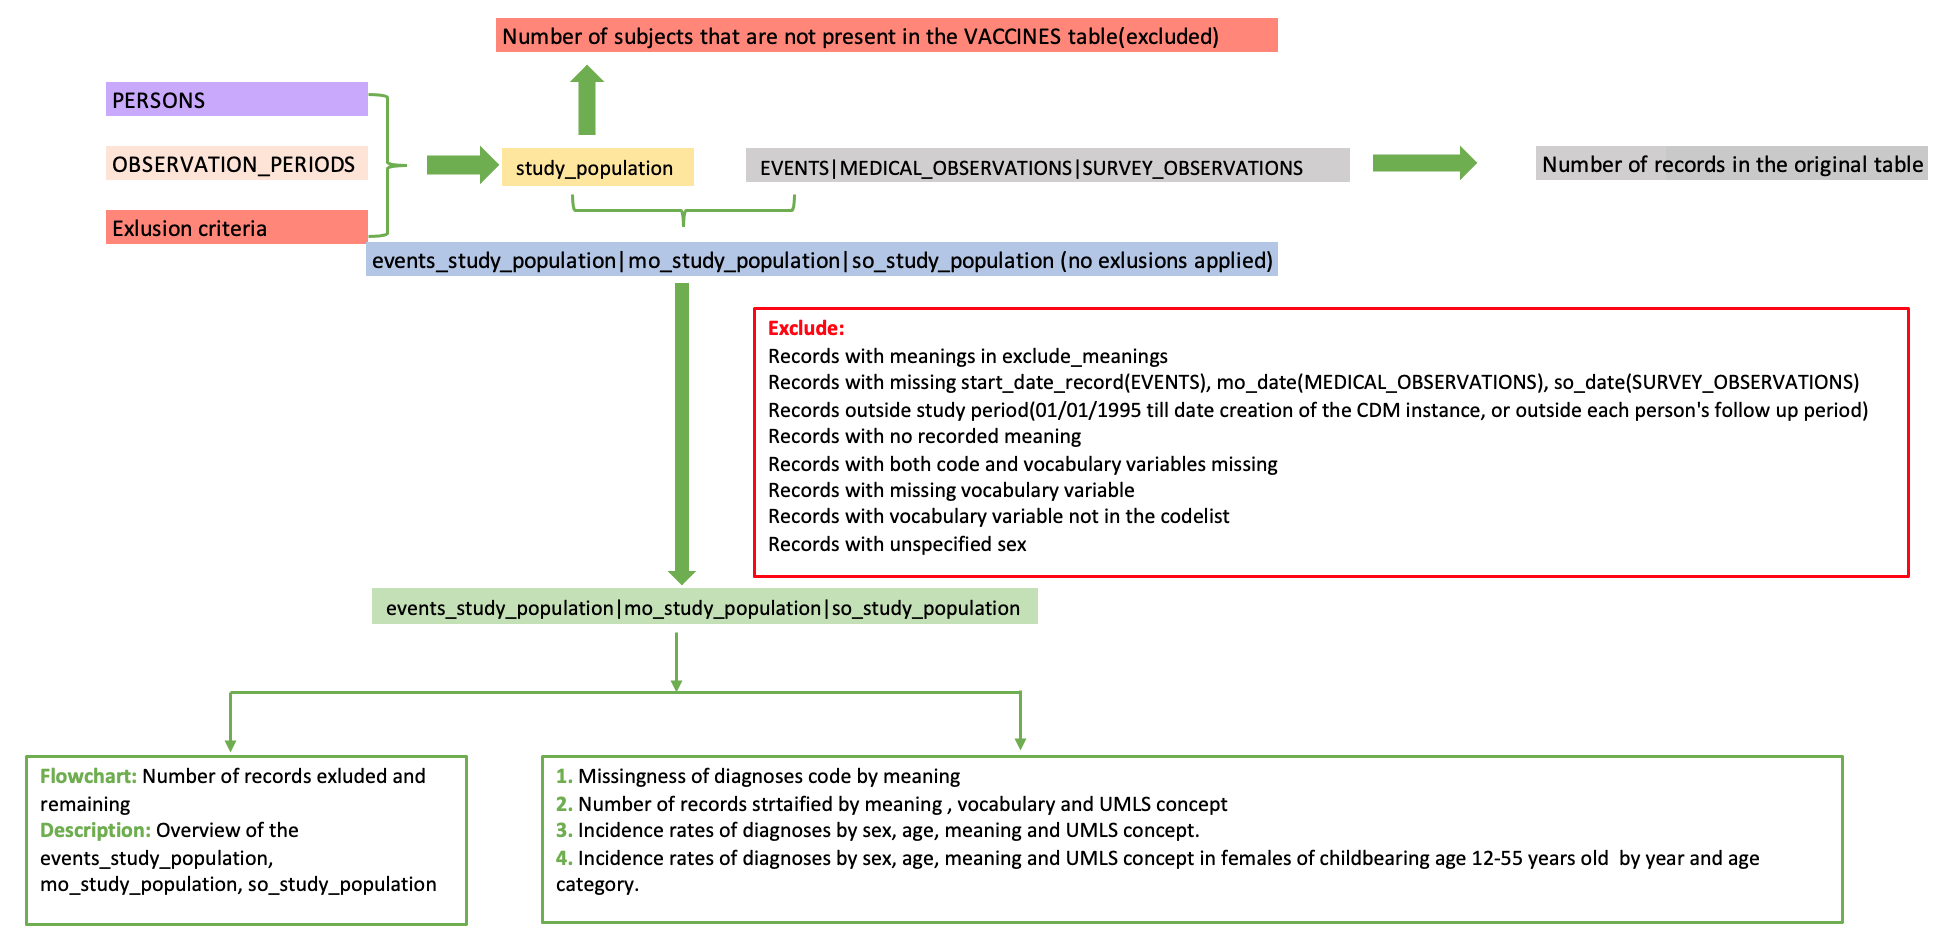 Number of subjects that are not present in the VACCINES table(excluded)
PERSONS
OBSERVATION_PERIODS
Exlusion criteria
study_population
EVENTS|MEDICAL_OBSERVATIONS|SURVEY_OBSERVATIONS
Number of records in the original table
events_study_population|mo_study_population|so_study_population (no exlusions applied)
Exclude:
Records with meanings in exclude_meanings
Records with missing start_date_record(EVENTS), mo_date(MEDICAL_OBSERVATIONS), so_date(SURVEY_OBSERVATIONS)
Records outside study period(01/01/1995 till date creation of the CDM instance, or outside each person's follow up period)
Records with no recorded meaning
Records with both code and vocabulary variables missing
Records with missing vocabulary variable
Records with vocabulary variable not in the codelist
Records with unspecified sex
events_study_population|mo_study_population|so_study_population
Flowchart: Number of records exluded and
remaining
Description: Overview of the
events_study_population,
mo_study_population, so_study_population
1. Missingness of diagnoses code by meaning
2. Number of records strtaified by meaning , vocabulary and UMLS concept
3. Incidence rates of diagnoses by sex, age, meaning and UMLS concept.
4. Incidence rates of diagnoses by sex, age, meaning and UMLS concept in females of childbearing age 12-55 years old  by year and age
category.